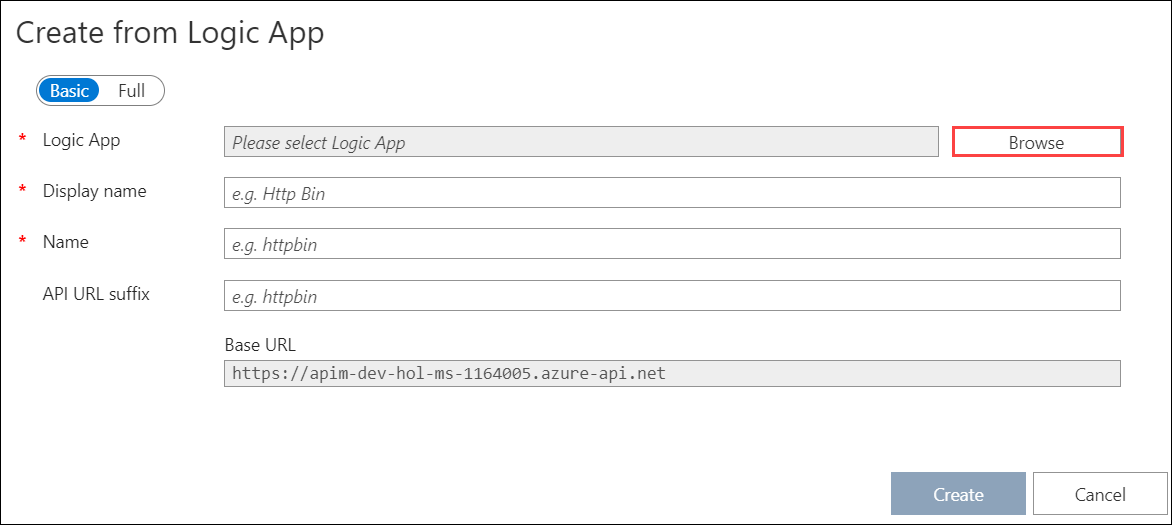 Create from Logic App
Basic Full
* Logic App Please select Logic App Browse
* Display name e.g. Http Bin
* Name e.g. httpbin
API URL suffix e.g. httpbin
Base URL
https://apim-dev-hol-ms-1164005.azure-api.net
Create Cancel